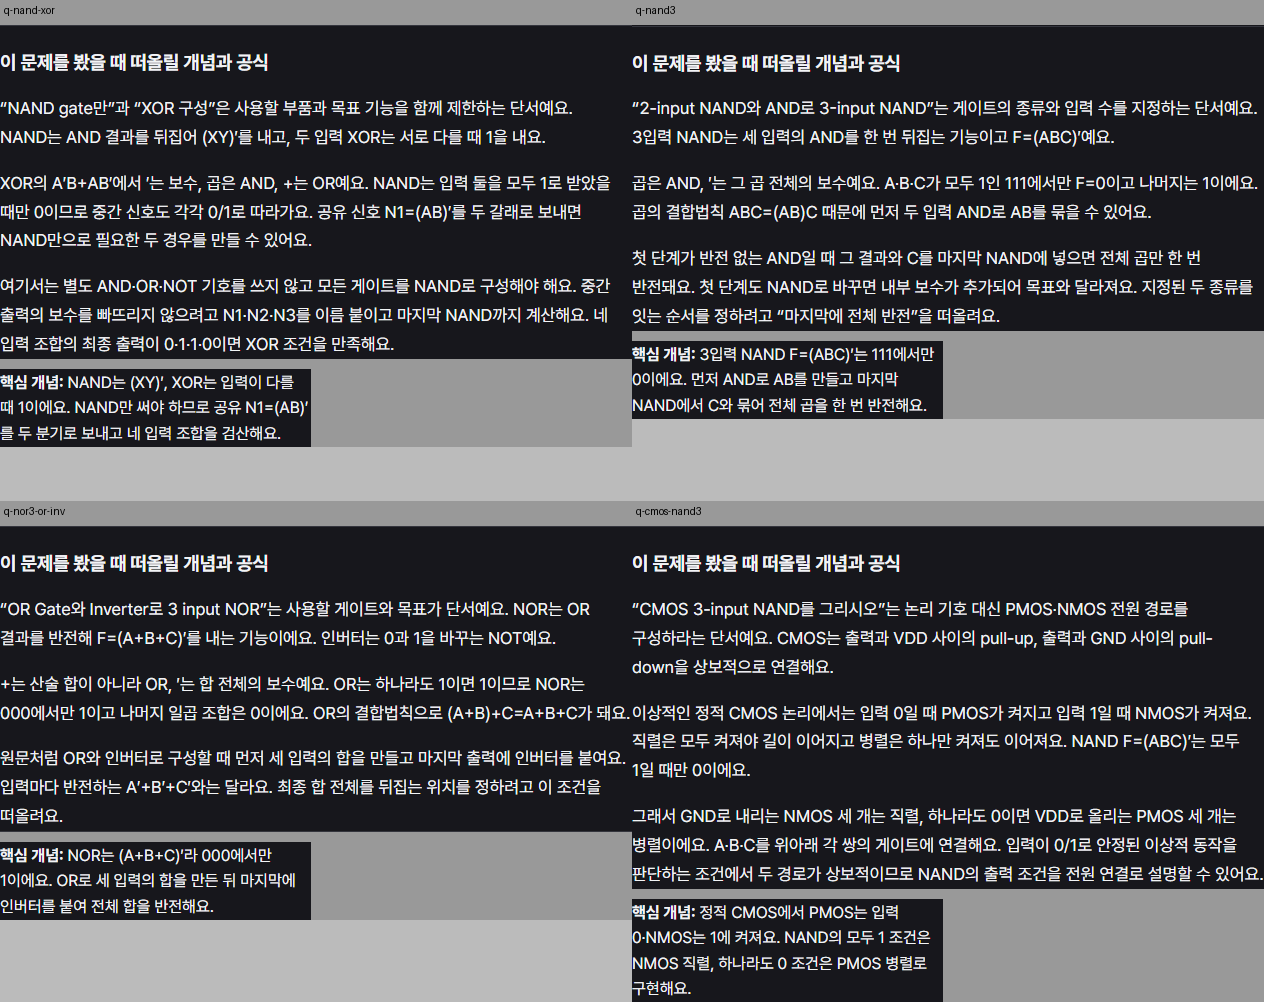 q-nand-xor
이 문제를 봤을 때 떠올릴 개념과 공식
“NAND gate만”과 “XOR 구성”은 사용할 부품과 목표 기능을 함께 제한하는 단서예요.
NAND는 AND 결과를 뒤집어 (XY)′를 내고, 두 입력 XOR는 서로 다를 때 1을 내요.
XOR의 A′B+AB′에서 ′는 보수, 곱은 AND, +는 OR예요. NAND는 입력 둘을 모두 1로 받았을
때만 0이므로 중간 신호도 각각 0/1로 따라가요. 공유 신호 N1=(AB)′를 두 갈래로 보내면
NAND만으로 필요한 두 경우를 만들 수 있어요.
여기서는 별도 AND·OR·NOT 기호를 쓰지 않고 모든 게이트를 NAND로 구성해야 해요. 중간
출력의 보수를 빠뜨리지 않으려고 N1·N2·N3를 이름 붙이고 마지막 NAND까지 계산해요. 네
입력 조합의 최종 출력이 0·1·1·0이면 XOR 조건을 만족해요.
핵심 개념: NAND는 (XY)′, XOR는 입력이 다를
때 1이에요. NAND만 써야 하므로 공유 N1=(AB)′
를 두 분기로 보내고 네 입력 조합을 검산해요.
q-nand3
이 문제를 봤을 때 떠올릴 개념과 공식
“2-input NAND와 AND로 3-input NAND”는 게이트의 종류와 입력 수를 지정하는 단서예요.
3입력 NAND는 세 입력의 AND를 한 번 뒤집는 기능이고 F=(ABC)′예요.
곱은 AND, ′는 그 곱 전체의 보수예요. A·B·C가 모두 1인 111에서만 F=0이고 나머지는 1이에요.
곱의 결합법칙 ABC=(AB)C 때문에 먼저 두 입력 AND로 AB를 묶을 수 있어요.
첫 단계가 반전 없는 AND일 때 그 결과와 C를 마지막 NAND에 넣으면 전체 곱만 한 번
반전돼요. 첫 단계도 NAND로 바꾸면 내부 보수가 추가되어 목표와 달라져요. 지정된 두 종류를
잇는 순서를 정하려고 “마지막에 전체 반전”을 떠올려요.
핵심 개념: 3입력 NAND F=(ABC)′는 111에서만
0이에요. 먼저 AND로 AB를 만들고 마지막
NAND에서 C와 묶어 전체 곱을 한 번 반전해요.
q-nor3-or-inv
이 문제를 봤을 때 떠올릴 개념과 공식
“OR Gate와 Inverter로 3 input NOR”는 사용할 게이트와 목표가 단서예요. NOR는 OR
결과를 반전해 F=(A+B+C)′를 내는 기능이에요. 인버터는 0과 1을 바꾸는 NOT예요.
+는 산술 합이 아니라 OR, ′는 합 전체의 보수예요. OR는 하나라도 1이면 1이므로 NOR는
000에서만 1이고 나머지 일곱 조합은 0이에요. OR의 결합법칙으로 (A+B)+C=A+B+C가 돼요.
원문처럼 OR와 인버터로 구성할 때 먼저 세 입력의 합을 만들고 마지막 출력에 인버터를 붙여요.
입력마다 반전하는 A′+B′+C′와는 달라요. 최종 합 전체를 뒤집는 위치를 정하려고 이 조건을
떠올려요.
핵심 개념: NOR는 (A+B+C)′라 000에서만
1이에요. OR로 세 입력의 합을 만든 뒤 마지막에
인버터를 붙여 전체 합을 반전해요.
q-cmos-nand3
이 문제를 봤을 때 떠올릴 개념과 공식
“CMOS 3-input NAND를 그리시오”는 논리 기호 대신 PMOS·NMOS 전원 경로를
구성하라는 단서예요. CMOS는 출력과 VDD 사이의 pull-up, 출력과 GND 사이의 pull-
down을 상보적으로 연결해요.
이상적인 정적 CMOS 논리에서는 입력 0일 때 PMOS가 켜지고 입력 1일 때 NMOS가 켜져요.
직렬은 모두 켜져야 길이 이어지고 병렬은 하나만 켜져도 이어져요. NAND F=(ABC)′는 모두
1일 때만 0이에요.
그래서 GND로 내리는 NMOS 세 개는 직렬, 하나라도 0이면 VDD로 올리는 PMOS 세 개는
병렬이에요. A·B·C를 위아래 각 쌍의 게이트에 연결해요. 입력이 0/1로 안정된 이상적 동작을
판단하는 조건에서 두 경로가 상보적이므로 NAND의 출력 조건을 전원 연결로 설명할 수 있어요.
핵심 개념: 정적 CMOS에서 PMOS는 입력
0·NMOS는 1에 켜져요. NAND의 모두 1 조건은
NMOS 직렬, 하나라도 0 조건은 PMOS 병렬로
구현해요.